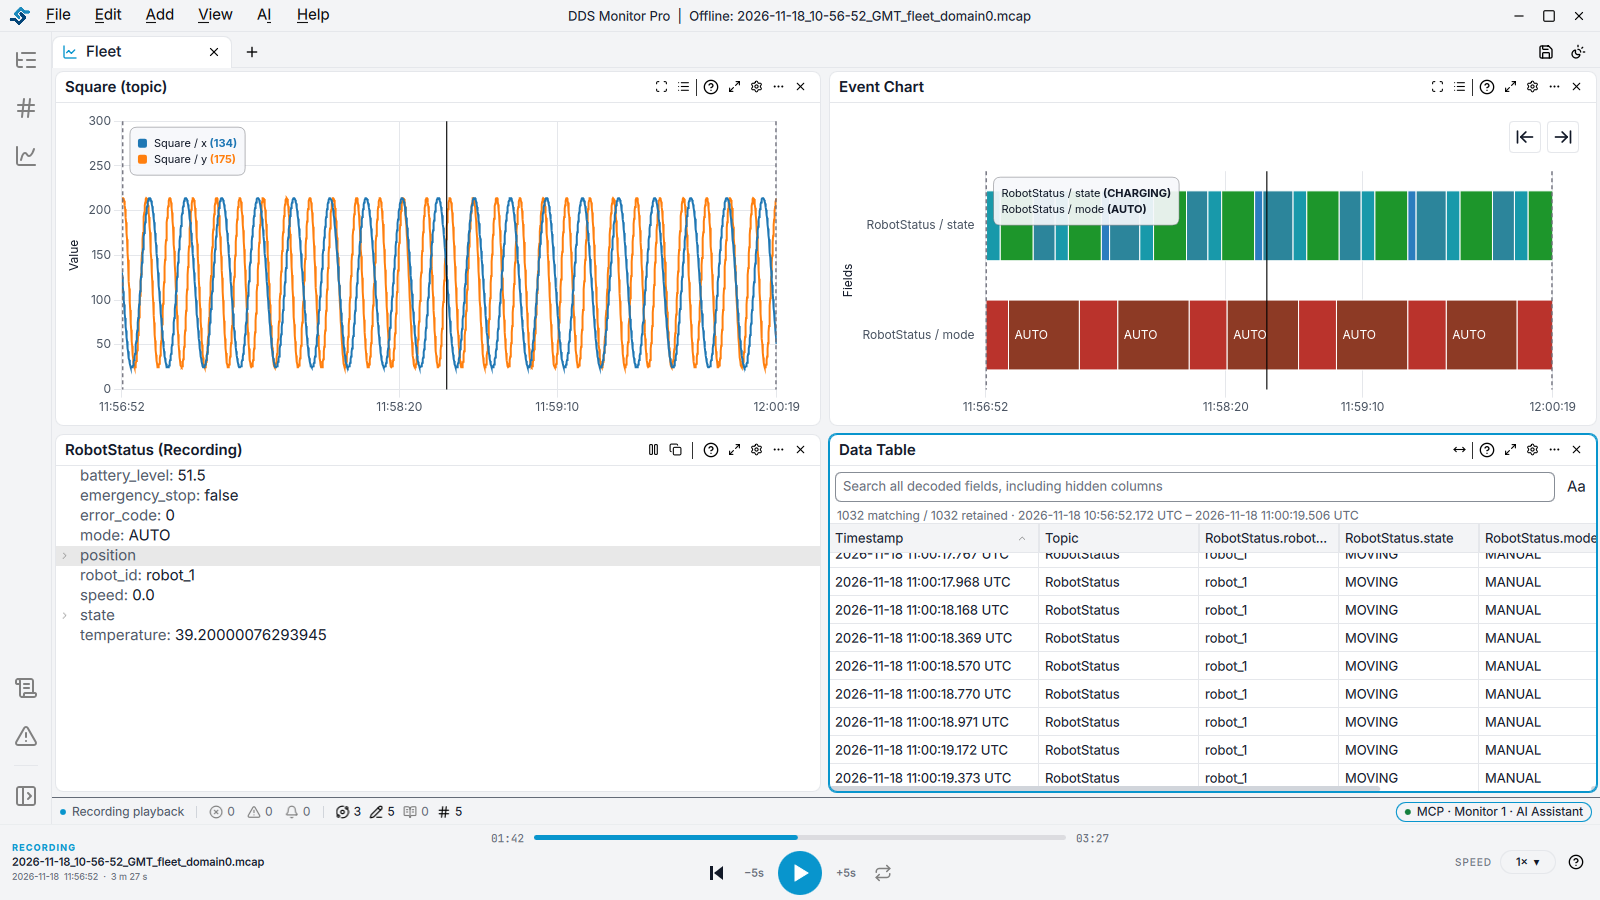 File Edit Add View AI Help
DDS Monitor Pro | Offline: 2026-11-18_10-56-52_GMT_fleet_domain0.mcap
Fleet
Square (topic)
300
250
200
150
100
50
0
Value
Square / x (134)
Square / y (175)
11:56:52 11:58:20 11:59:10 12:00:19
Event Chart
RobotStatus / state (CHARGING)
RobotStatus / mode (AUTO)
RobotStatus / state
Fields
RobotStatus / mode
AUTO AUTO AUTO AUTO AUTO
11:56:52 11:58:20 11:59:10 12:00:19
RobotStatus (Recording)
battery_level: 51.5
emergency_stop: false
error_code: 0
mode: AUTO
position
robot_id: robot_1
speed: 0.0
state
temperature: 39.20000076293945
Data Table
Search all decoded fields, including hidden columns
Aa
1032 matching / 1032 retained · 2026-11-18 10:56:52.172 UTC – 2026-11-18 11:00:19.506 UTC
Timestamp Topic RobotStatus.robot... RobotStatus.state RobotStatus.mode
2026-11-18 11:00:17.767 UTC RobotStatus robot_1 MOVING MANUAL
2026-11-18 11:00:17.968 UTC RobotStatus robot_1 MOVING MANUAL
2026-11-18 11:00:18.168 UTC RobotStatus robot_1 MOVING MANUAL
2026-11-18 11:00:18.369 UTC RobotStatus robot_1 MOVING MANUAL
2026-11-18 11:00:18.570 UTC RobotStatus robot_1 MOVING MANUAL
2026-11-18 11:00:18.770 UTC RobotStatus robot_1 MOVING MANUAL
2026-11-18 11:00:18.971 UTC RobotStatus robot_1 MOVING MANUAL
2026-11-18 11:00:19.172 UTC RobotStatus robot_1 MOVING MANUAL
2026-11-18 11:00:19.373 UTC RobotStatus robot_1 MOVING MANUAL
Recording playback 0 0 0 3 5 0 5
MCP · Monitor 1 · AI Assistant
01:42 03:27
RECORDING
2026-11-18_10-56-52_GMT_fleet_domain0.mcap
2026-11-18 11:56:52 · 3 m 27 s
−5s +5s
SPEED 1×